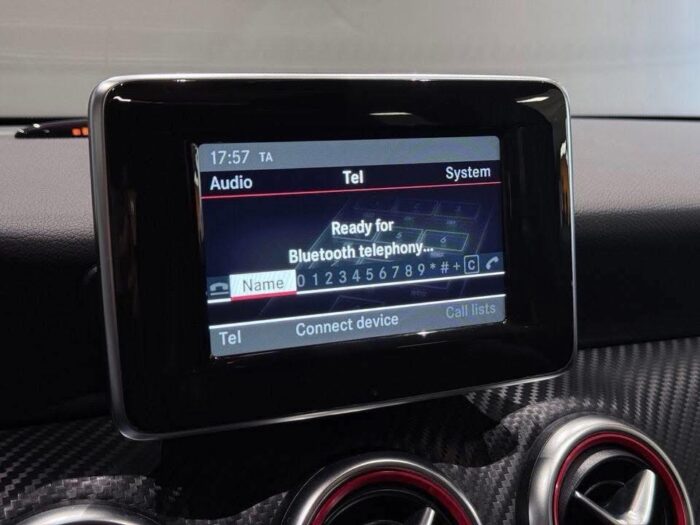 17:57 TA
Audio Tel System
Ready for
Bluetooth telephony...
Name 0 1 2 3 4 5 6 7 8 9 * # + C
Tel Connect device Call lists